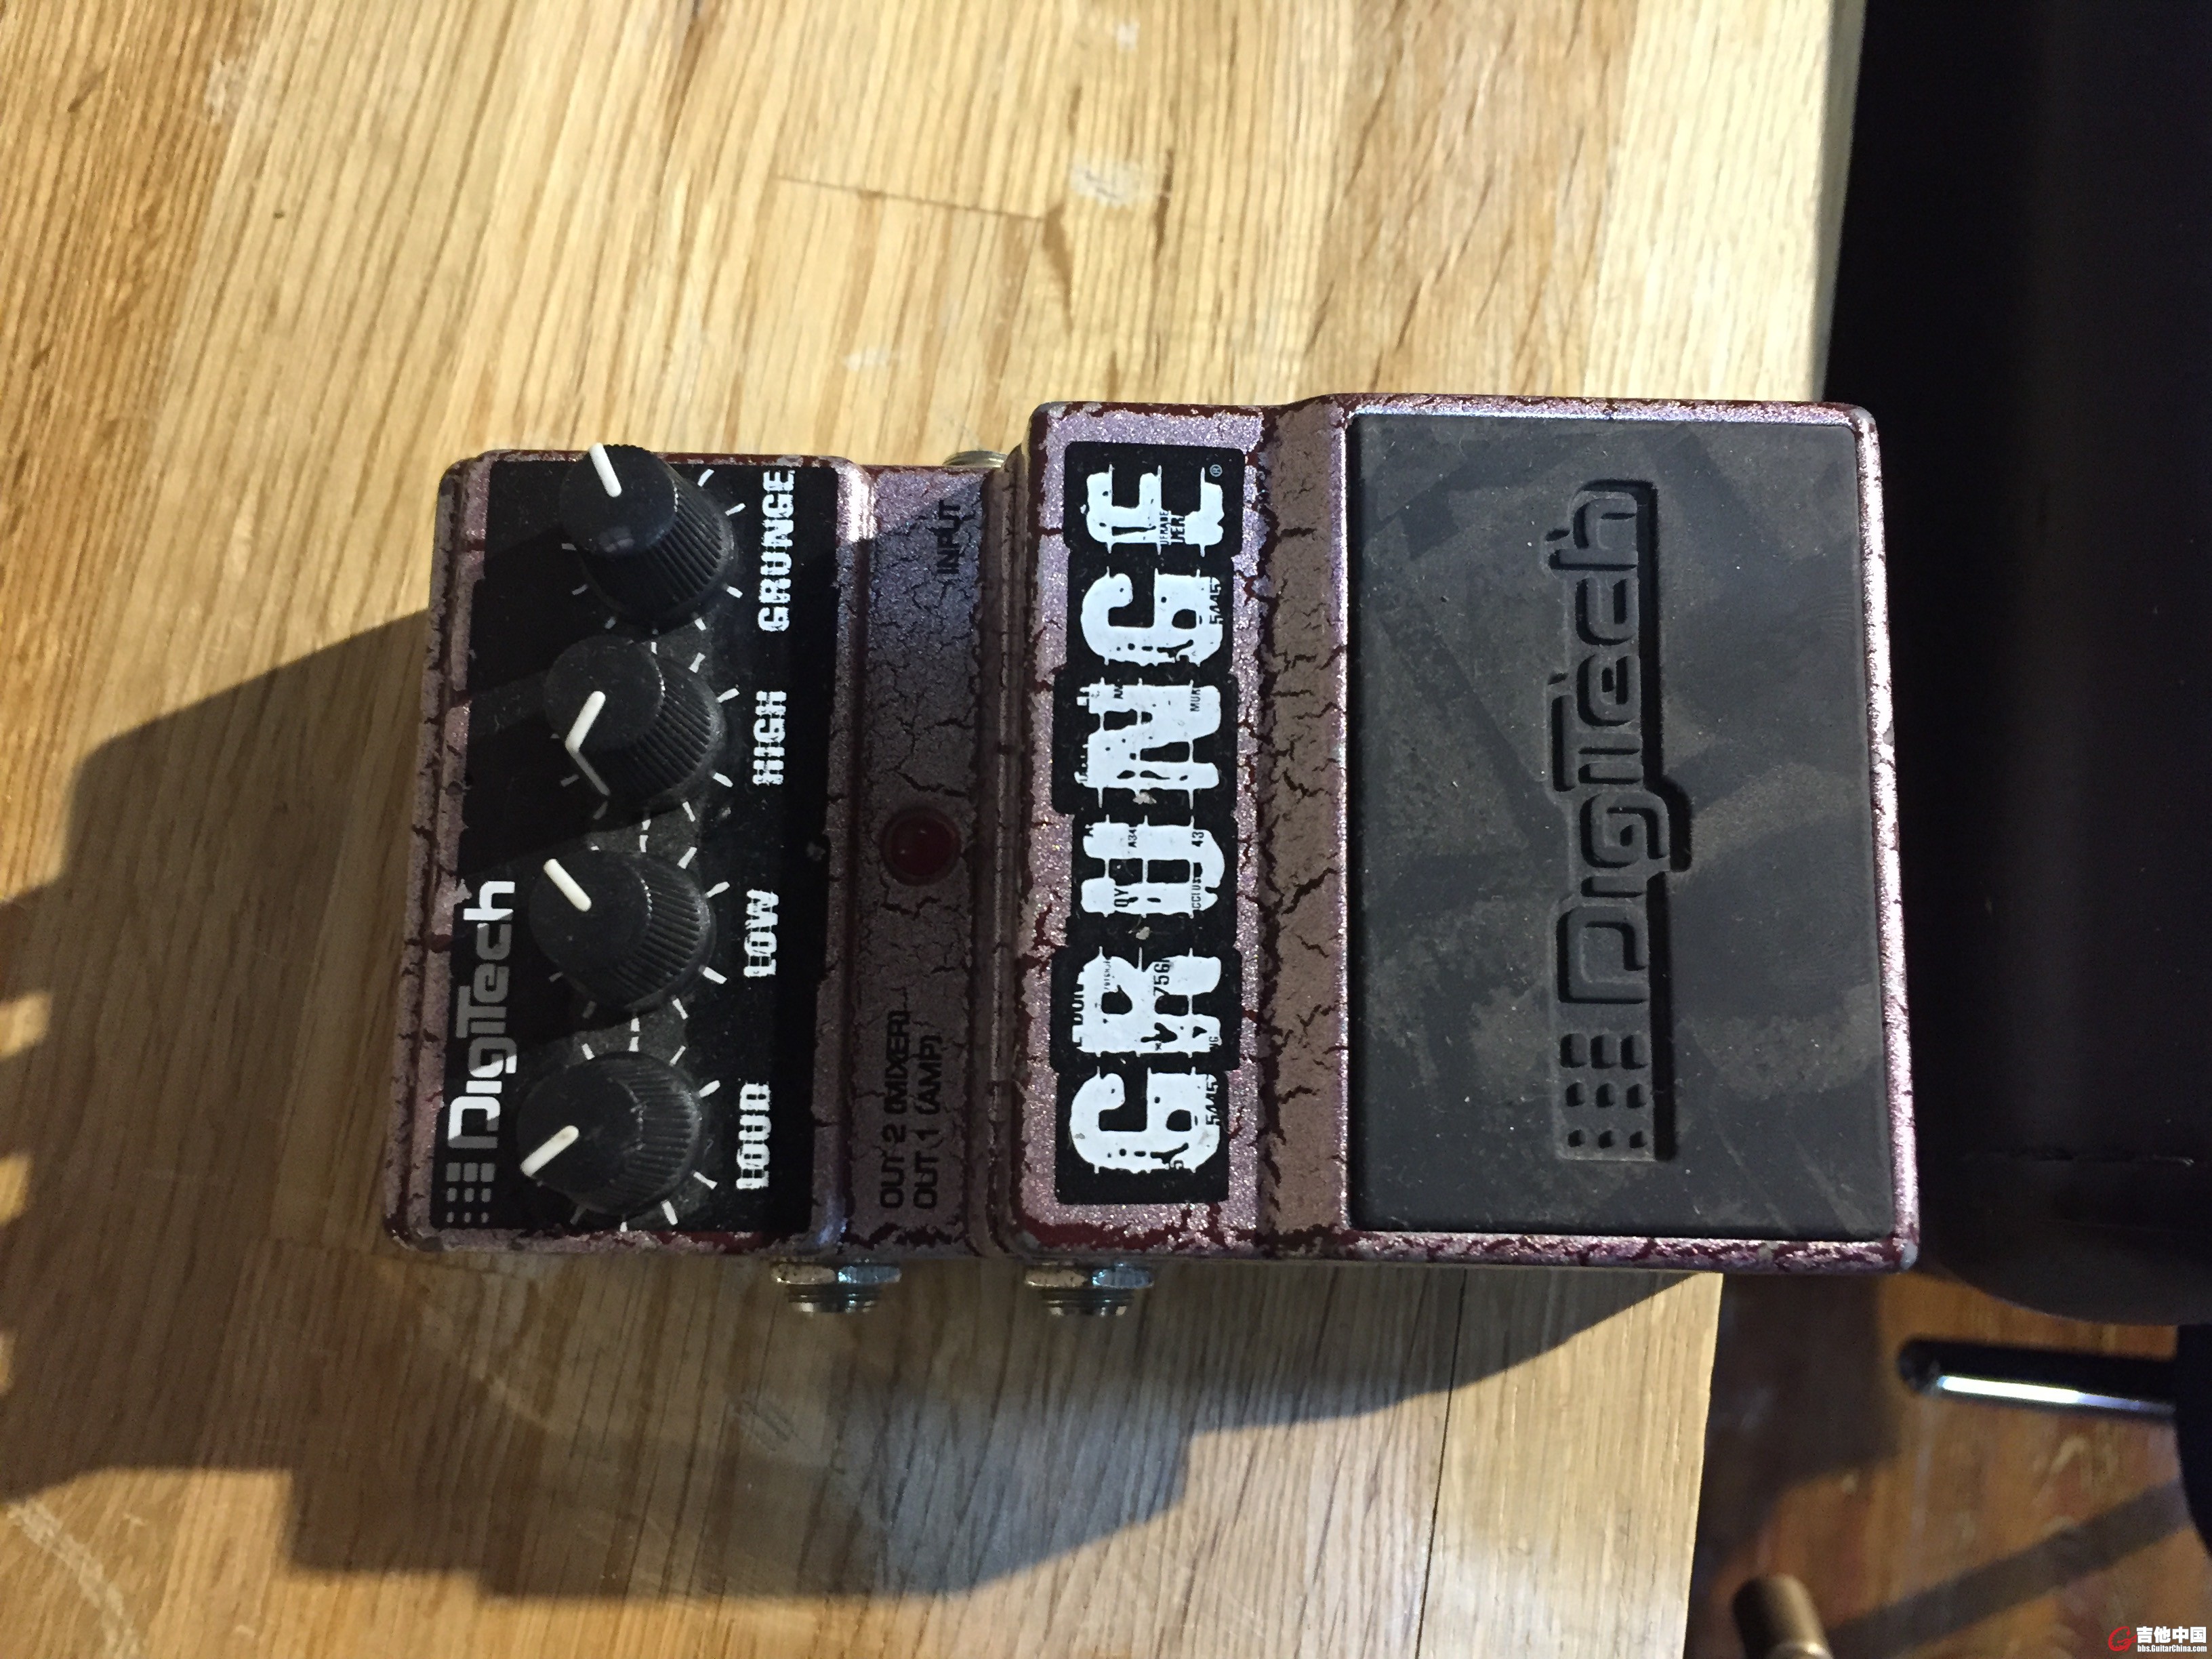 DigiTech
LOUD LOW HIGH GRUNGE
OUT 2 (MIXER)
OUT 1 (AMP)
INPUT
GRUNGE®
DigiTech
吉他中国
bbs.GuitarChina.com